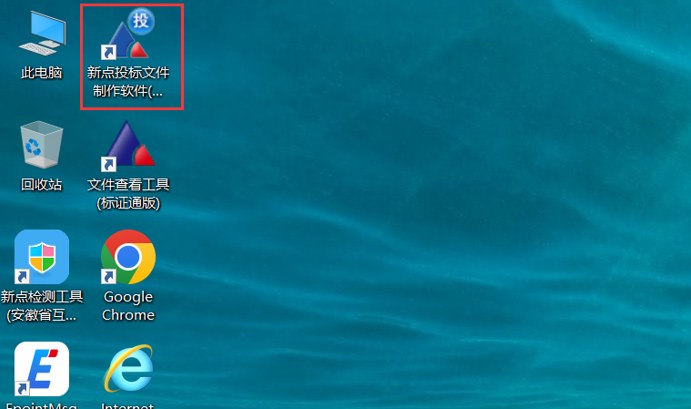 投
此电脑
新点投标文件
制作软件(...
回收站
文件查看工具
(标证通版)
新点检测工具
(安徽省互...
Google
Chrome
EpointMsg
Internet